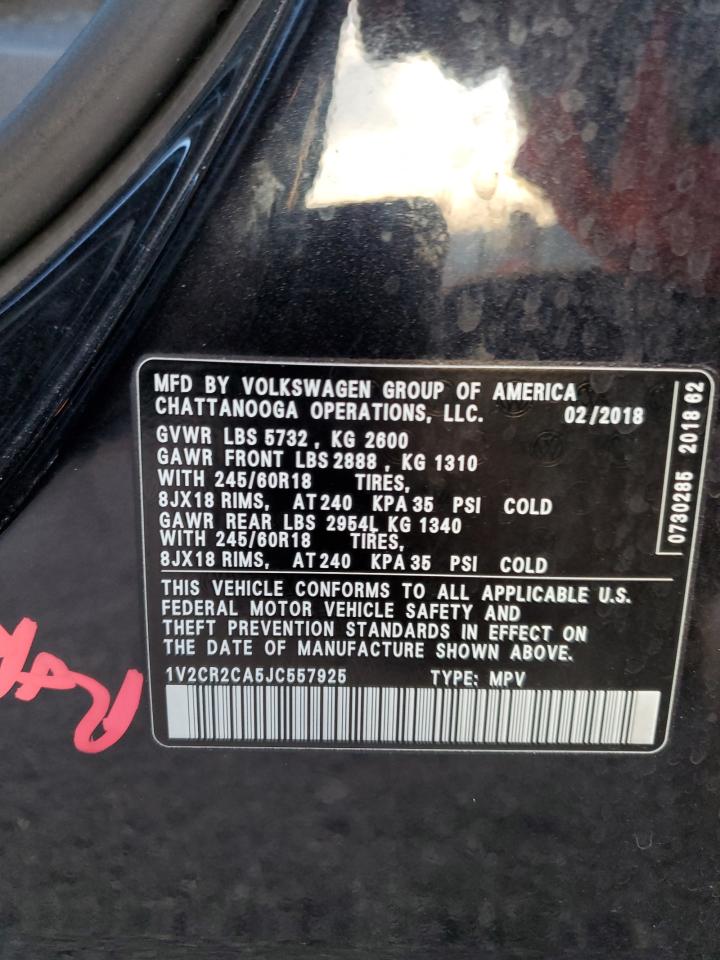 MFD BY VOLKSWAGEN GROUP OF AMERICA
CHATTANOOGA OPERATIONS, LLC. 02/2018
GVWR LBS 5732, KG 2600
GAWR FRONT LBS 2888, KG 1310
WITH 245/60R18 TIRES,
8JX18 RIMS, AT 240 KPA 35 PSI COLD
GAWR REAR LBS 2954L KG 1340
WITH 245/60R18 TIRES,
8JX18 RIMS, AT 240 KPA 35 PSI COLD
THIS VEHICLE CONFORMS TO ALL APPLICABLE U.S.
FEDERAL MOTOR VEHICLE SAFETY AND
THEFT PREVENTION STANDARDS IN EFFECT ON
THE DATE OF MANUFACTURE SHOWN ABOVE.
1V2CR2CA5JC557925 TYPE: MPV
0730285 2018 62